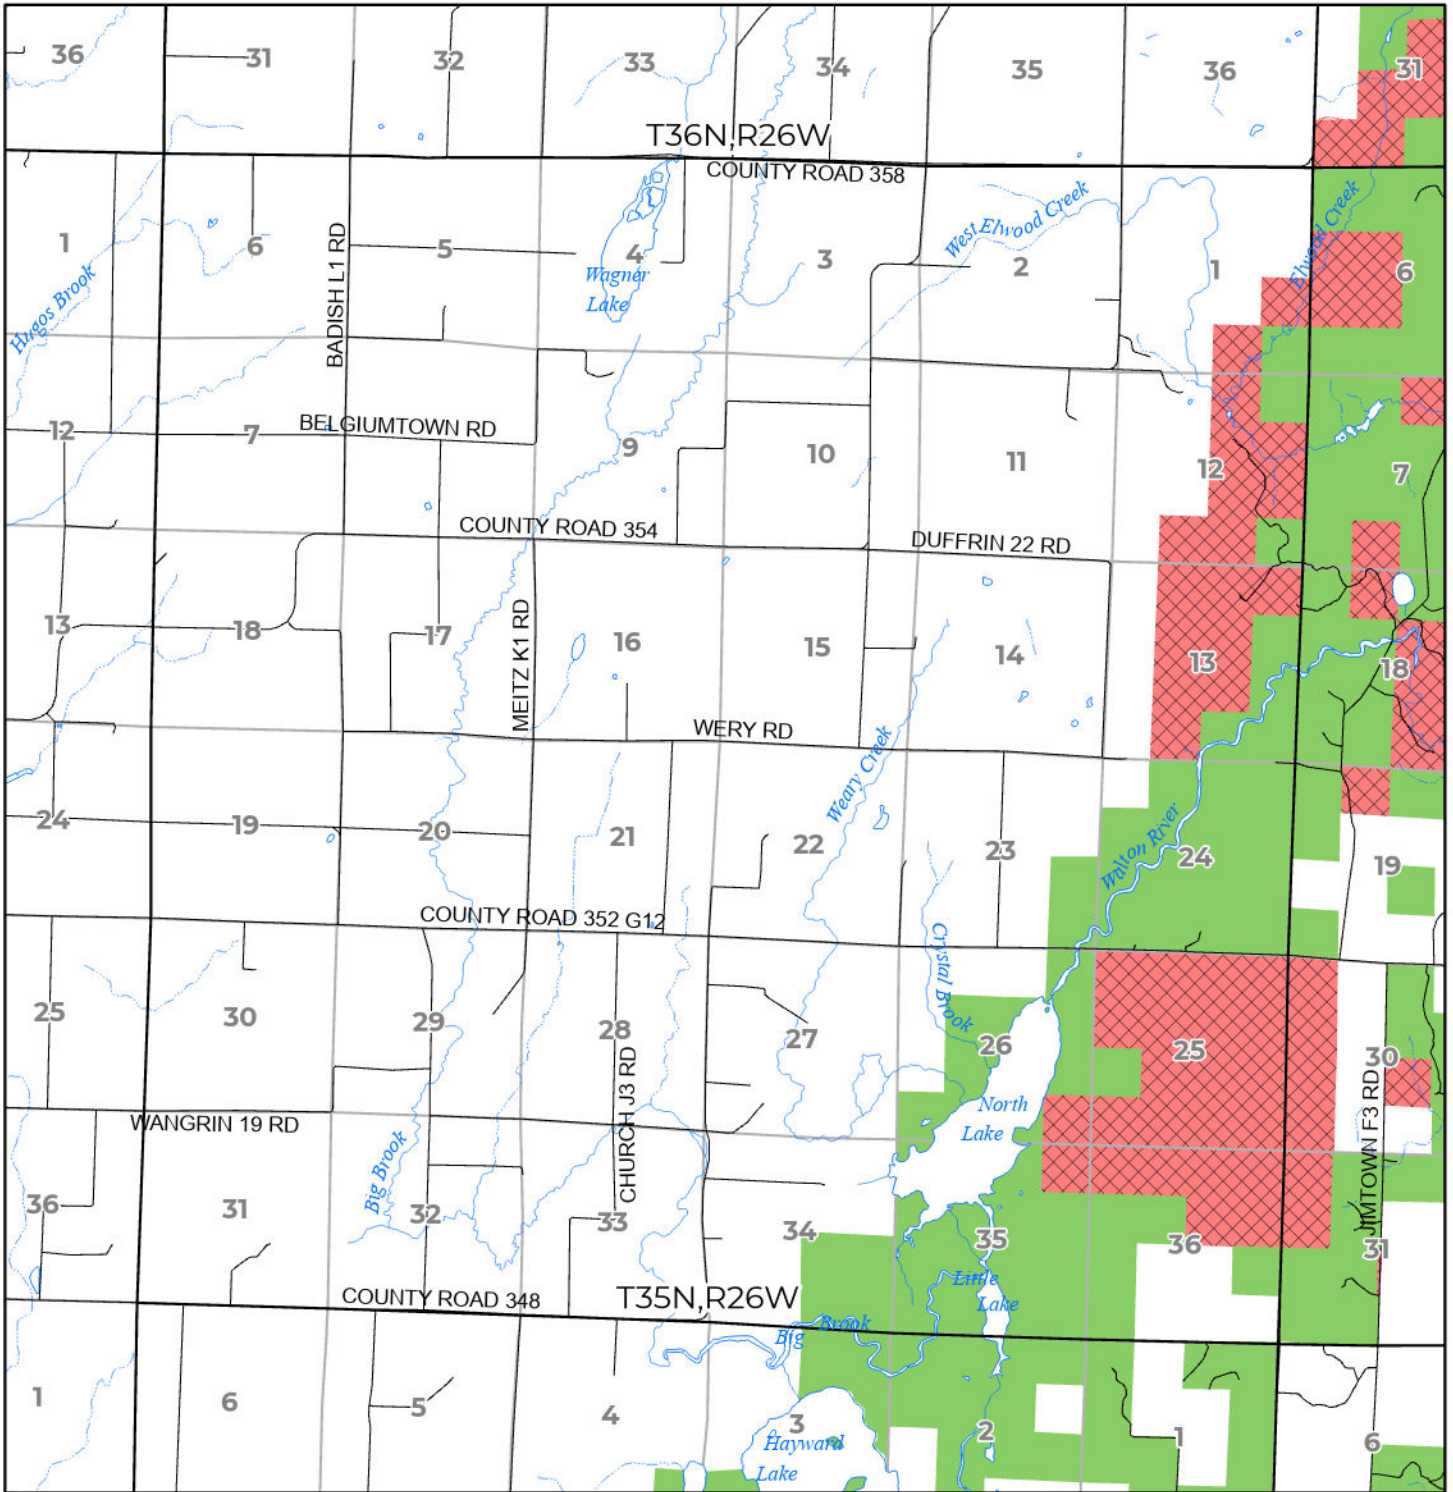 36 31 32 33 34 35 36 31
T36N,R26W
COUNTY ROAD 358
1 6 5 4 3 2 1 6
BADISH L1 RD
Hugos Brook
Wagner
Lake
West Elwood Creek
Elwood Creek
BELGIUMTOWN RD
12 7 9 10 11 12 7
COUNTY ROAD 354
DUFFRIN 22 RD
13 18 17 16 15 14 13 18
MEITZ K1 RD
WERY RD
Weary Creek
Walton River
24 19 20 21 22 23 24 19
COUNTY ROAD 352 G12
Crystal Brook
25 30 29 28 27 26 25 30
CHURCH J3 RD
JIMTOWN F3 RD
North
Lake
WANGRIN 19 RD
Big Brook
36 31 32 33 34 35 36 31
Little
Lake
COUNTY ROAD 348
T35N,R26W
Big Brook
1 6 5 4 3 2 1 6
Hayward
Lake